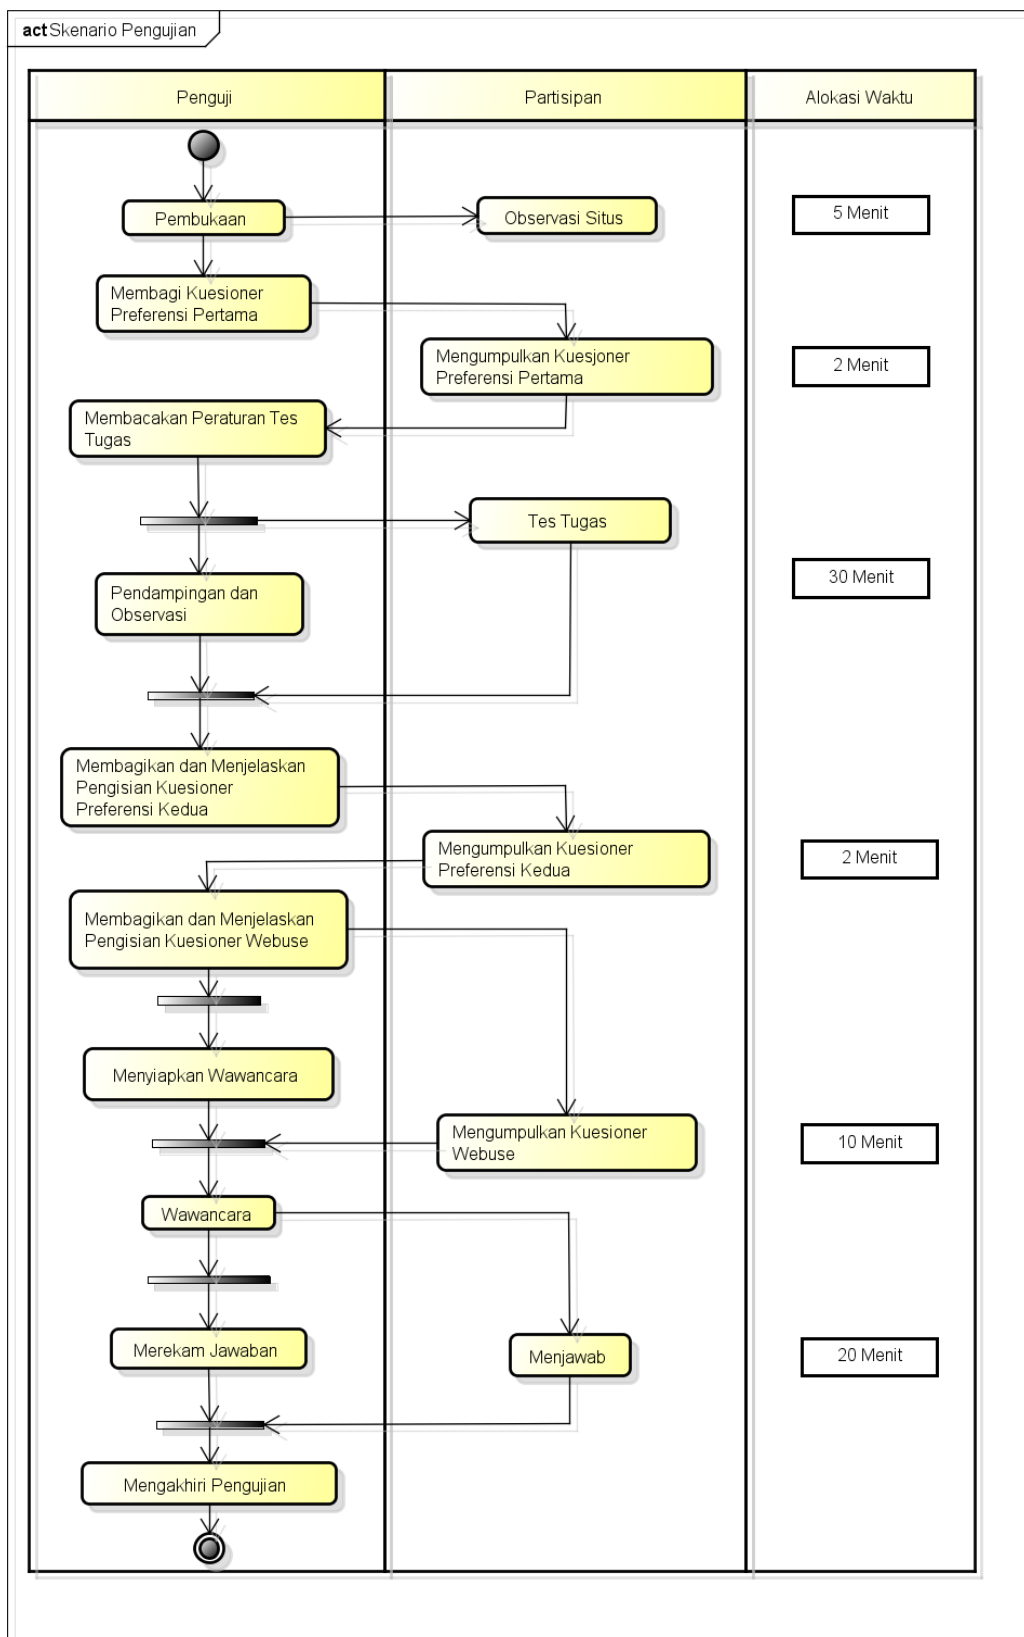 act Skenario Pengujian
Penguji
Partisipan
Alokasi Waktu
Pembukaan
Observasi Situs
5 Menit
Membagi Kuesioner
Preferensi Pertama
Mengumpulkan Kuesjoner
Preferensi Pertama
2 Menit
Membacakan Peraturan Tes
Tugas
Tes Tugas
30 Menit
Pendampingan dan
Observasi
Membagikan dan Menjelaskan
Pengisian Kuesioner
Preferensi Kedua
Mengumpulkan Kuesioner
Preferensi Kedua
2 Menit
Membagikan dan Menjelaskan
Pengisian Kuesioner Webuse
Menyiapkan Wawancara
Mengumpulkan Kuesioner
Webuse
10 Menit
Wawancara
Merekam Jawaban
Menjawab
20 Menit
Mengakhiri Pengujian